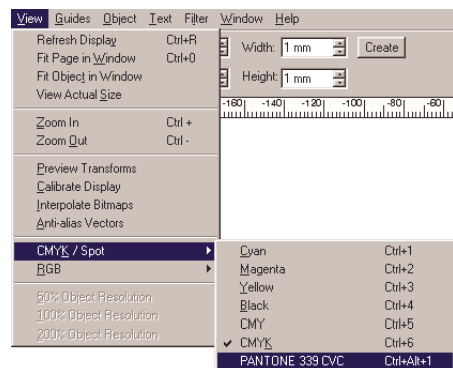 View Guides Object Text Filter Window Help
Refresh Display Ctrl+R
Fit Page in Window Ctrl+0
Fit Object in Window
View Actual Size
Width: 1 mm Create
Height: 1 mm
-160 -140 -120 -100 -80 -60
Zoom In Ctrl +
Zoom Out Ctrl -
Preview Transforms
Calibrate Display
Interpolate Bitmaps
Anti-alias Vectors
CMYK / Spot
RGB
50% Object Resolution
100% Object Resolution
200% Object Resolution
Cyan Ctrl+1
Magenta Ctrl+2
Yellow Ctrl+3
Black Ctrl+4
CMY Ctrl+5
✓ CMYK Ctrl+6
PANTONE 339 CVC Ctrl+Alt+1